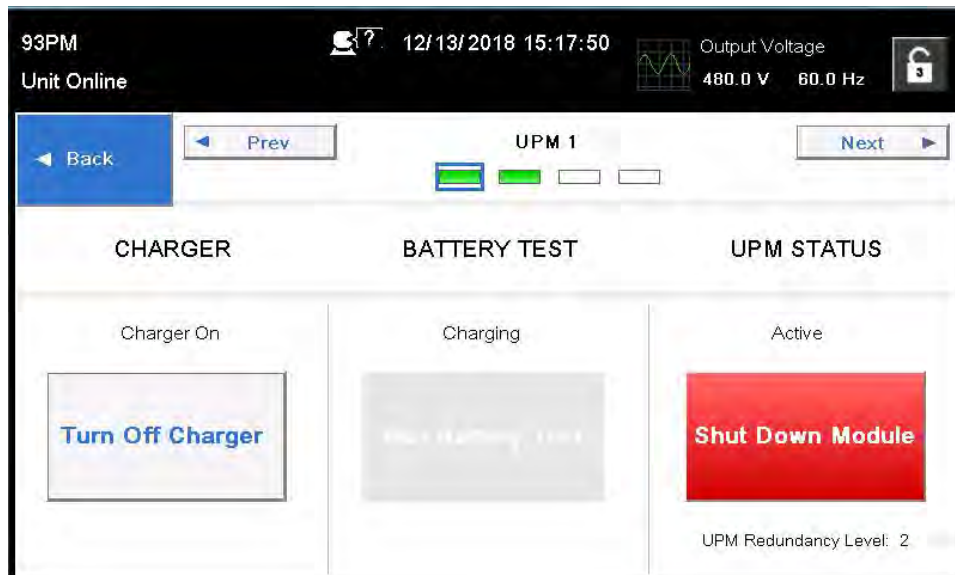 93PM
? 12/13/2018 15:17:50
Output Voltage
Unit Online
480.0 V 60.0 Hz
3
◄ Back
◄ Prev
UPM 1
Next ►
CHARGER
BATTERY TEST
UPM STATUS
Charger On
Charging
Active
Turn Off Charger
Shut Down Module
UPM Redundancy Level: 2